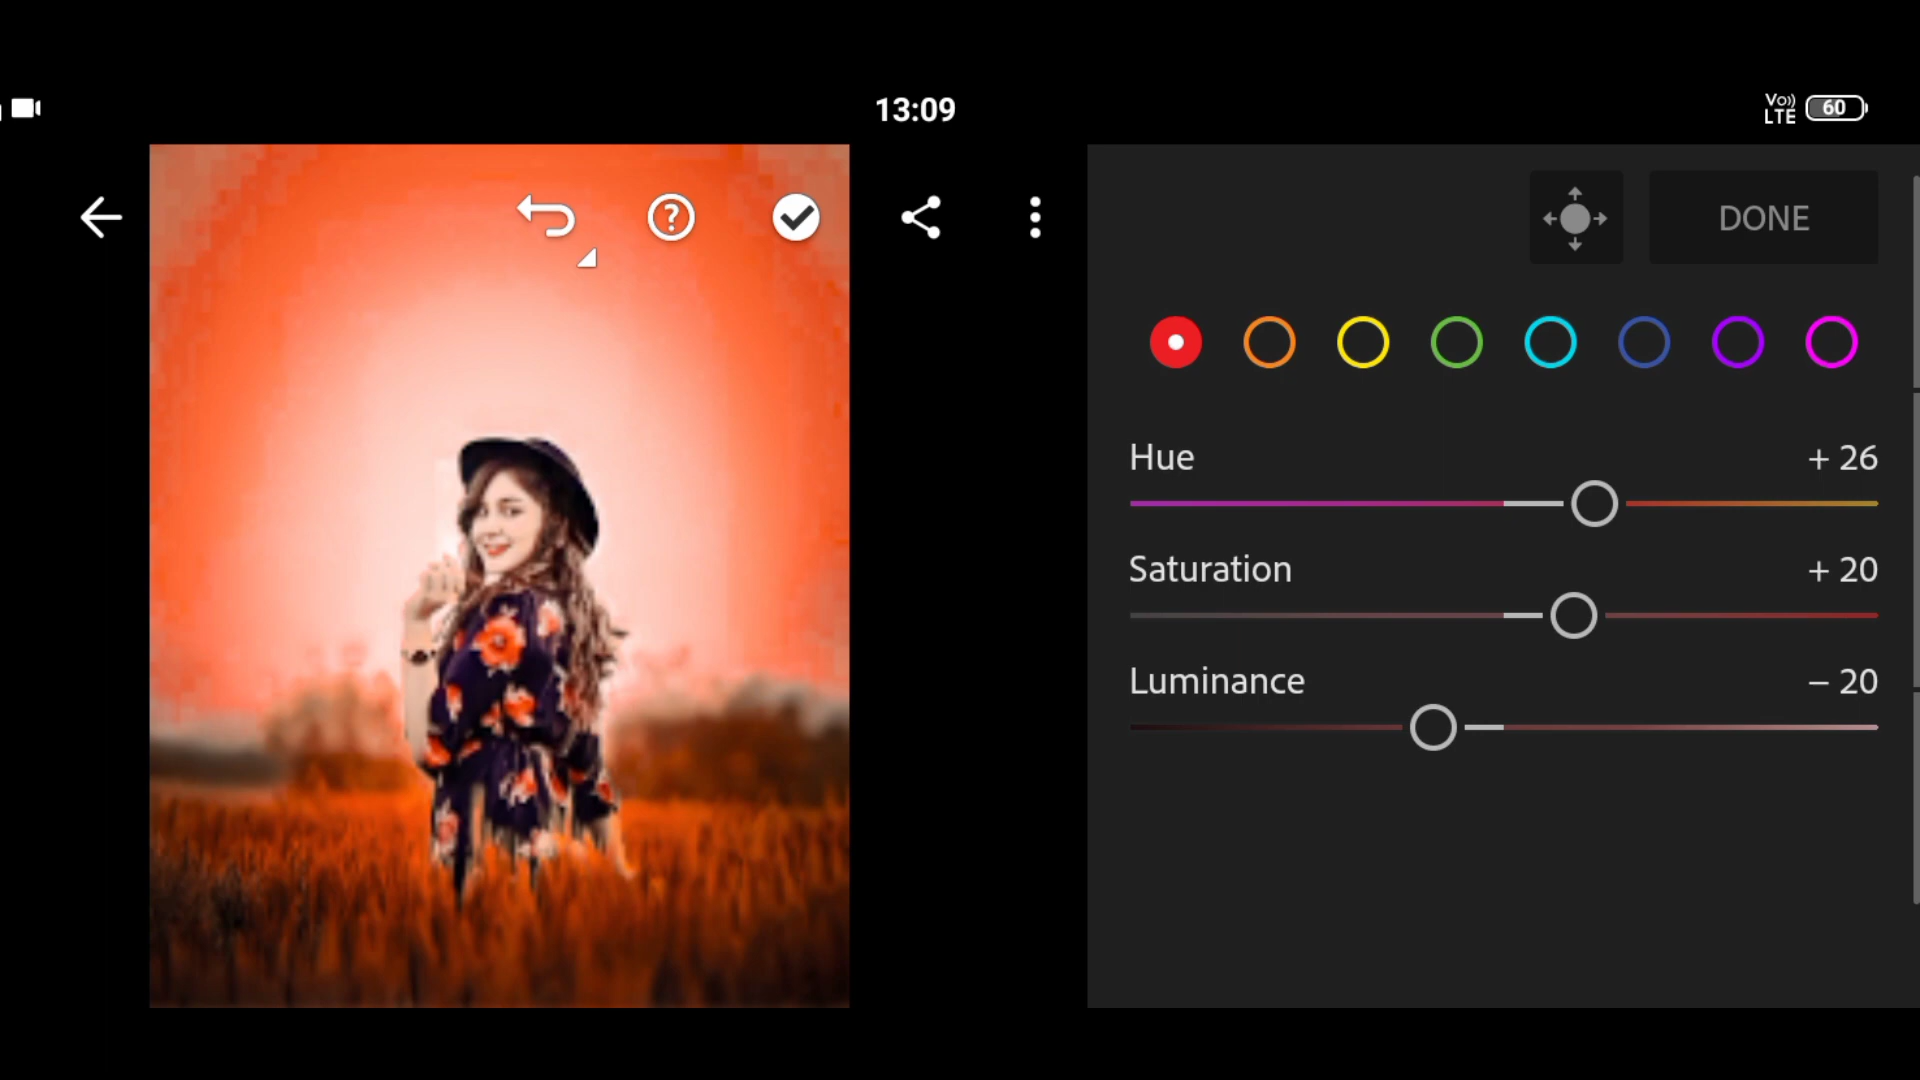 13:09
Vo)) LTE
60
?
DONE
Hue + 26
Saturation + 20
Luminance − 20